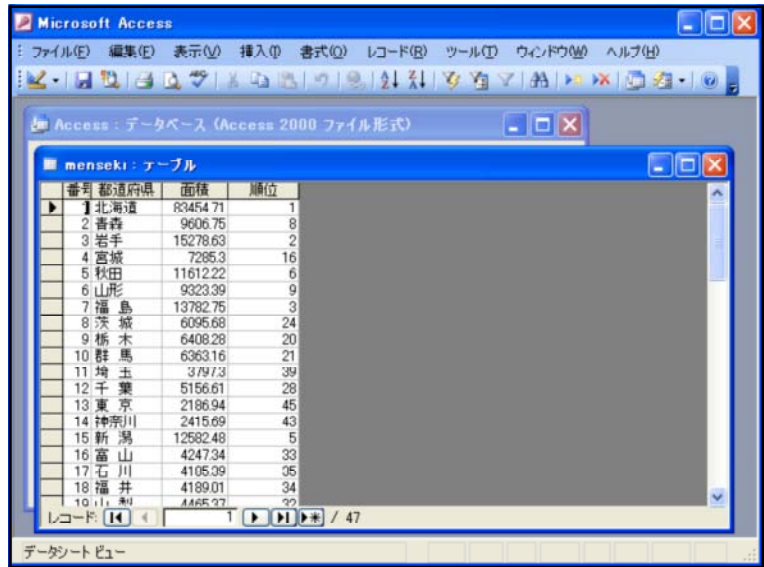 Microsoft Access
ファイル(F) 編集(E) 表示(V) 挿入(I) 書式(O) レコード(R) ツール(T) ウィンドウ(W) ヘルプ(H)
Access : データベース (Access 2000 ファイル形式)
menseki : テーブル
番号 都道府県 面積 順位
1 北海道 83454.71 1
2 青森 9606.75 8
3 岩手 15278.63 2
4 宮城 7285.3 16
5 秋田 11612.22 6
6 山形 9323.39 9
7 福 島 13782.75 3
8 茨 城 6095.68 24
9 栃 木 6408.28 20
10 群 馬 6363.16 21
11 埼 玉 3797.3 39
12 千 葉 5156.61 28
13 東 京 2186.94 45
14 神奈川 2415.69 43
15 新 潟 12582.48 5
16 富 山 4247.34 33
17 石 川 4185.39 35
18 福 井 4189.01 34
19 山 梨 4465.37 32
レコード: 1 / 47
データシート ビュー